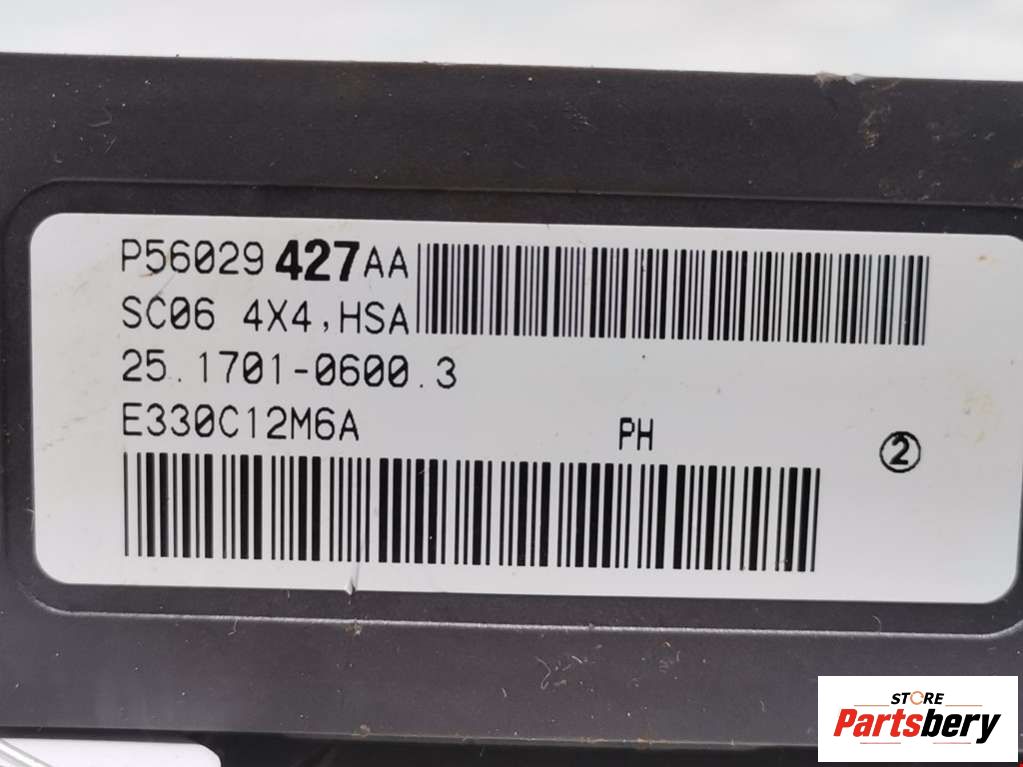 P56029427AA
SC06 4X4,HSA
25.1701-0600.3
E330C12M6A
PH
2
STORE
Partsbery